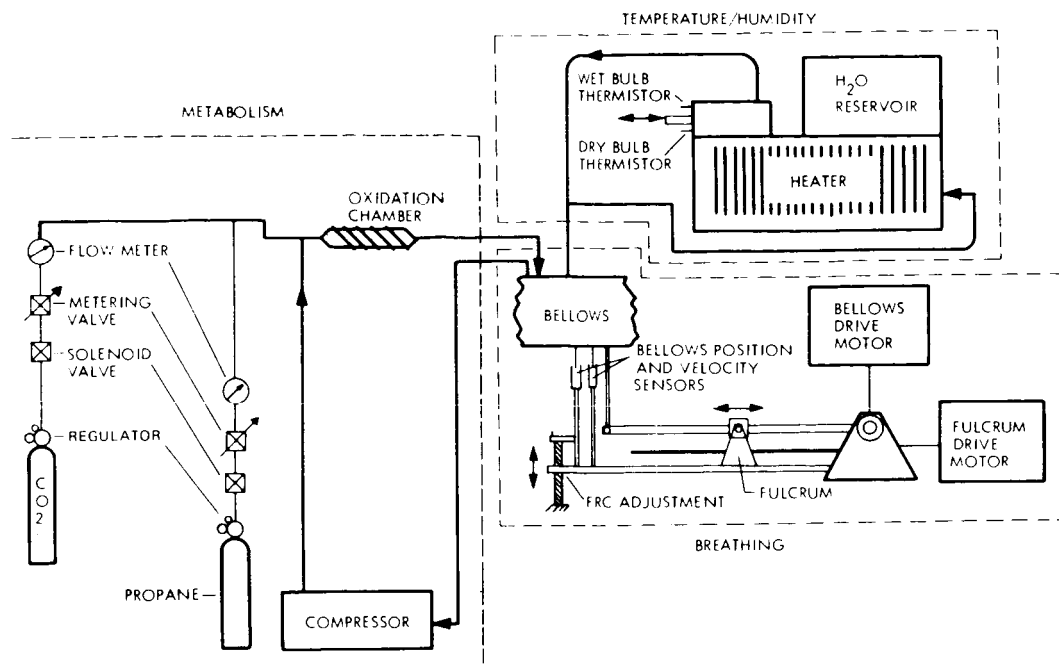 TEMPERATURE/HUMIDITY
WET BULB
THERMISTOR
H2O
RESERVOIR
DRY BULB
THERMISTOR
HEATER
METABOLISM
OXIDATION
CHAMBER
FLOW METER
METERING
VALVE
SOLENOID
VALVE
REGULATOR
CO2
PROPANE
COMPRESSOR
BELLOWS
BELLOWS POSITION
AND VELOCITY
SENSORS
BELLOWS
DRIVE
MOTOR
FULCRUM
DRIVE
MOTOR
FRC ADJUSTMENT
FULCRUM
BREATHING